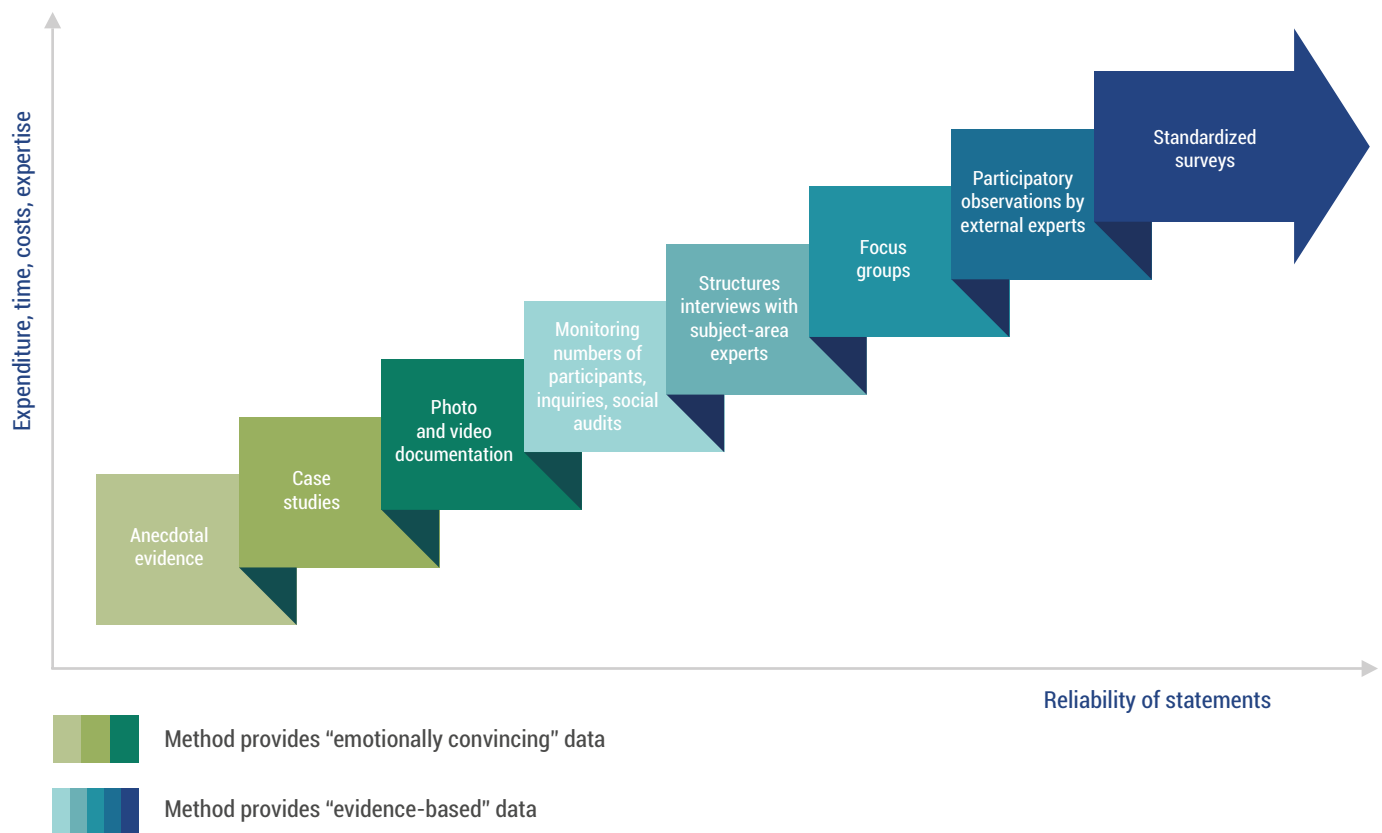 Expenditure, time, costs, expertise
Anecdotal
evidence
Case
studies
Photo
and video
documentation
Monitoring
numbers of
participants,
inquiries, social
audits
Structures
interviews with
subject-area
experts
Focus
groups
Participatory
observations by
external experts
Standardized
surveys
Reliability of statements
Method provides “emotionally convincing” data
Method provides “evidence-based” data